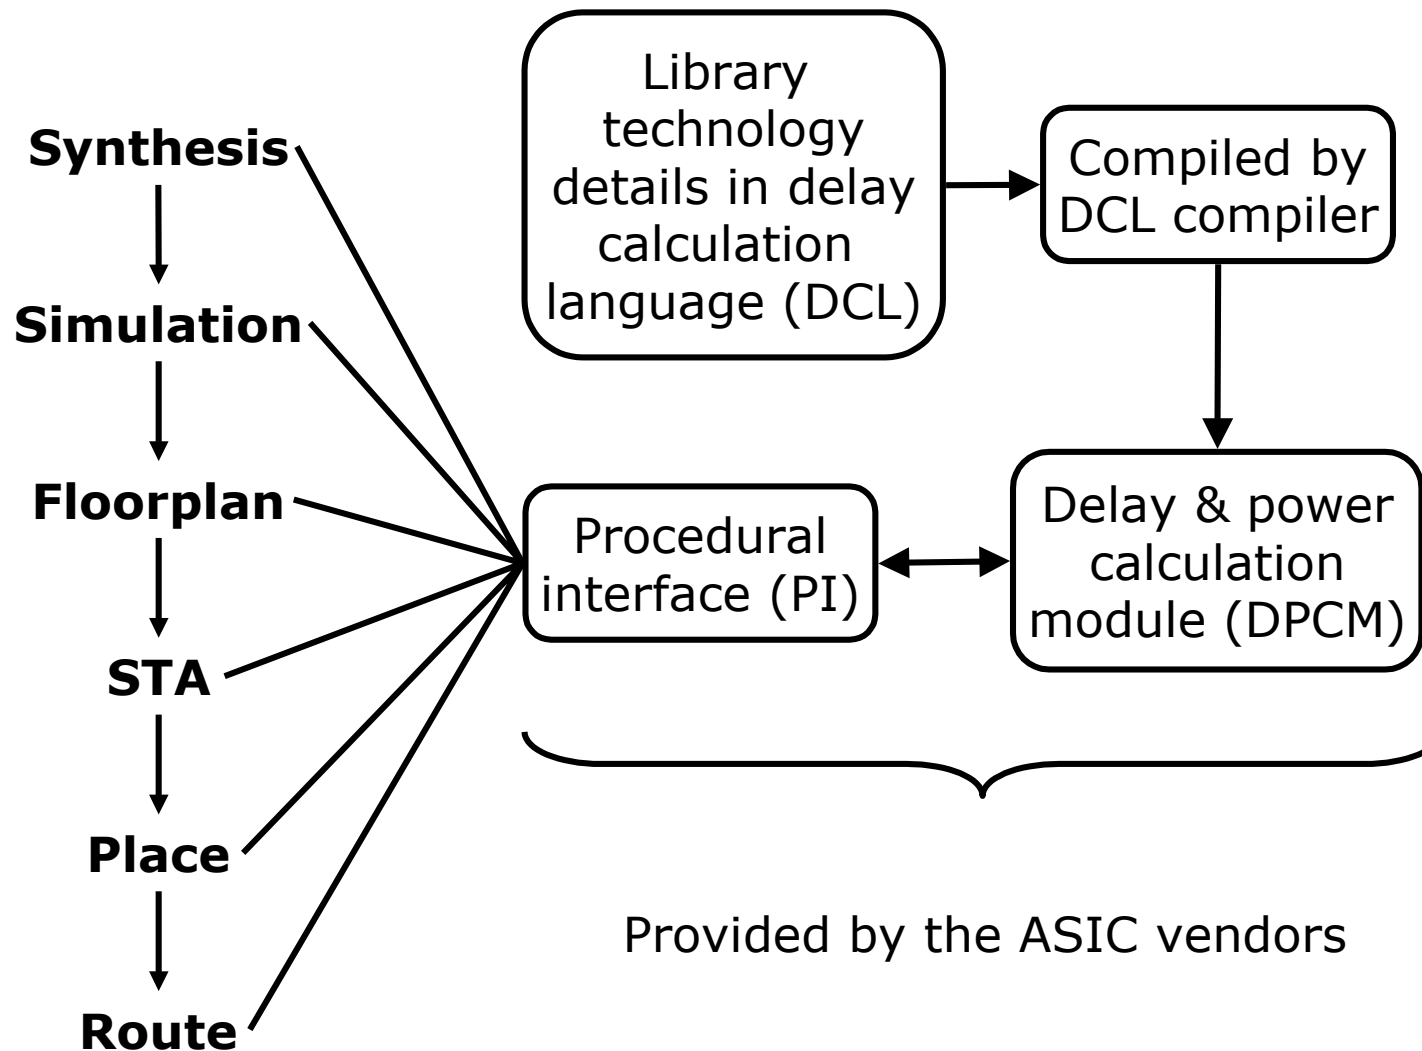 Synthesis
Simulation
Floorplan
STA
Place
Route
Library
technology
details in delay
calculation
language (DCL)
Compiled by
DCL compiler
Procedural
interface (PI)
Delay & power
calculation
module (DPCM)
Provided by the ASIC vendors